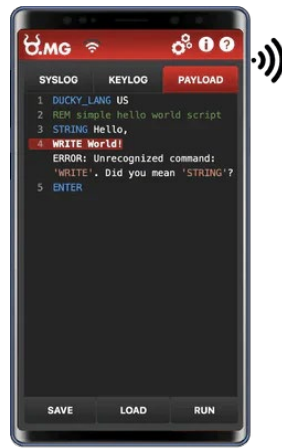 O.MG
SYSLOG KEYLOG PAYLOAD
1 DUCKY_LANG US
2 REM simple hello world script
3 STRING Hello,
4 WRITE World!
ERROR: Unrecognized command:
'WRITE'. Did you mean 'STRING'?
5 ENTER
SAVE LOAD RUN